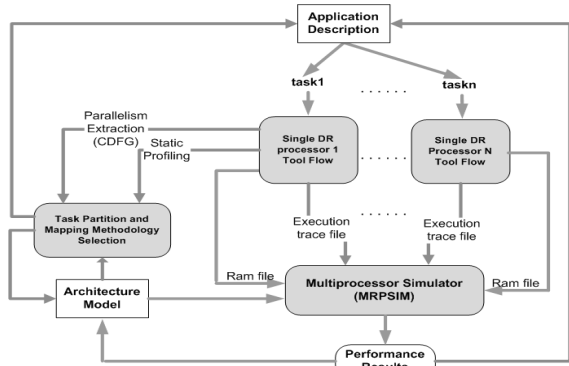 Application
Description
task1
taskn
Parallelism
Extraction
(CDFG)
Static
Profiling
Single DR
processor 1
Tool Flow
Single DR
Processor N
Tool Flow
Task Partition and
Mapping Methodology
Selection
Execution
trace file
Execution
trace file
Ram file
Ram file
Architecture
Model
Multiprocessor Simulator
(MRPSIM)
Performance
Results